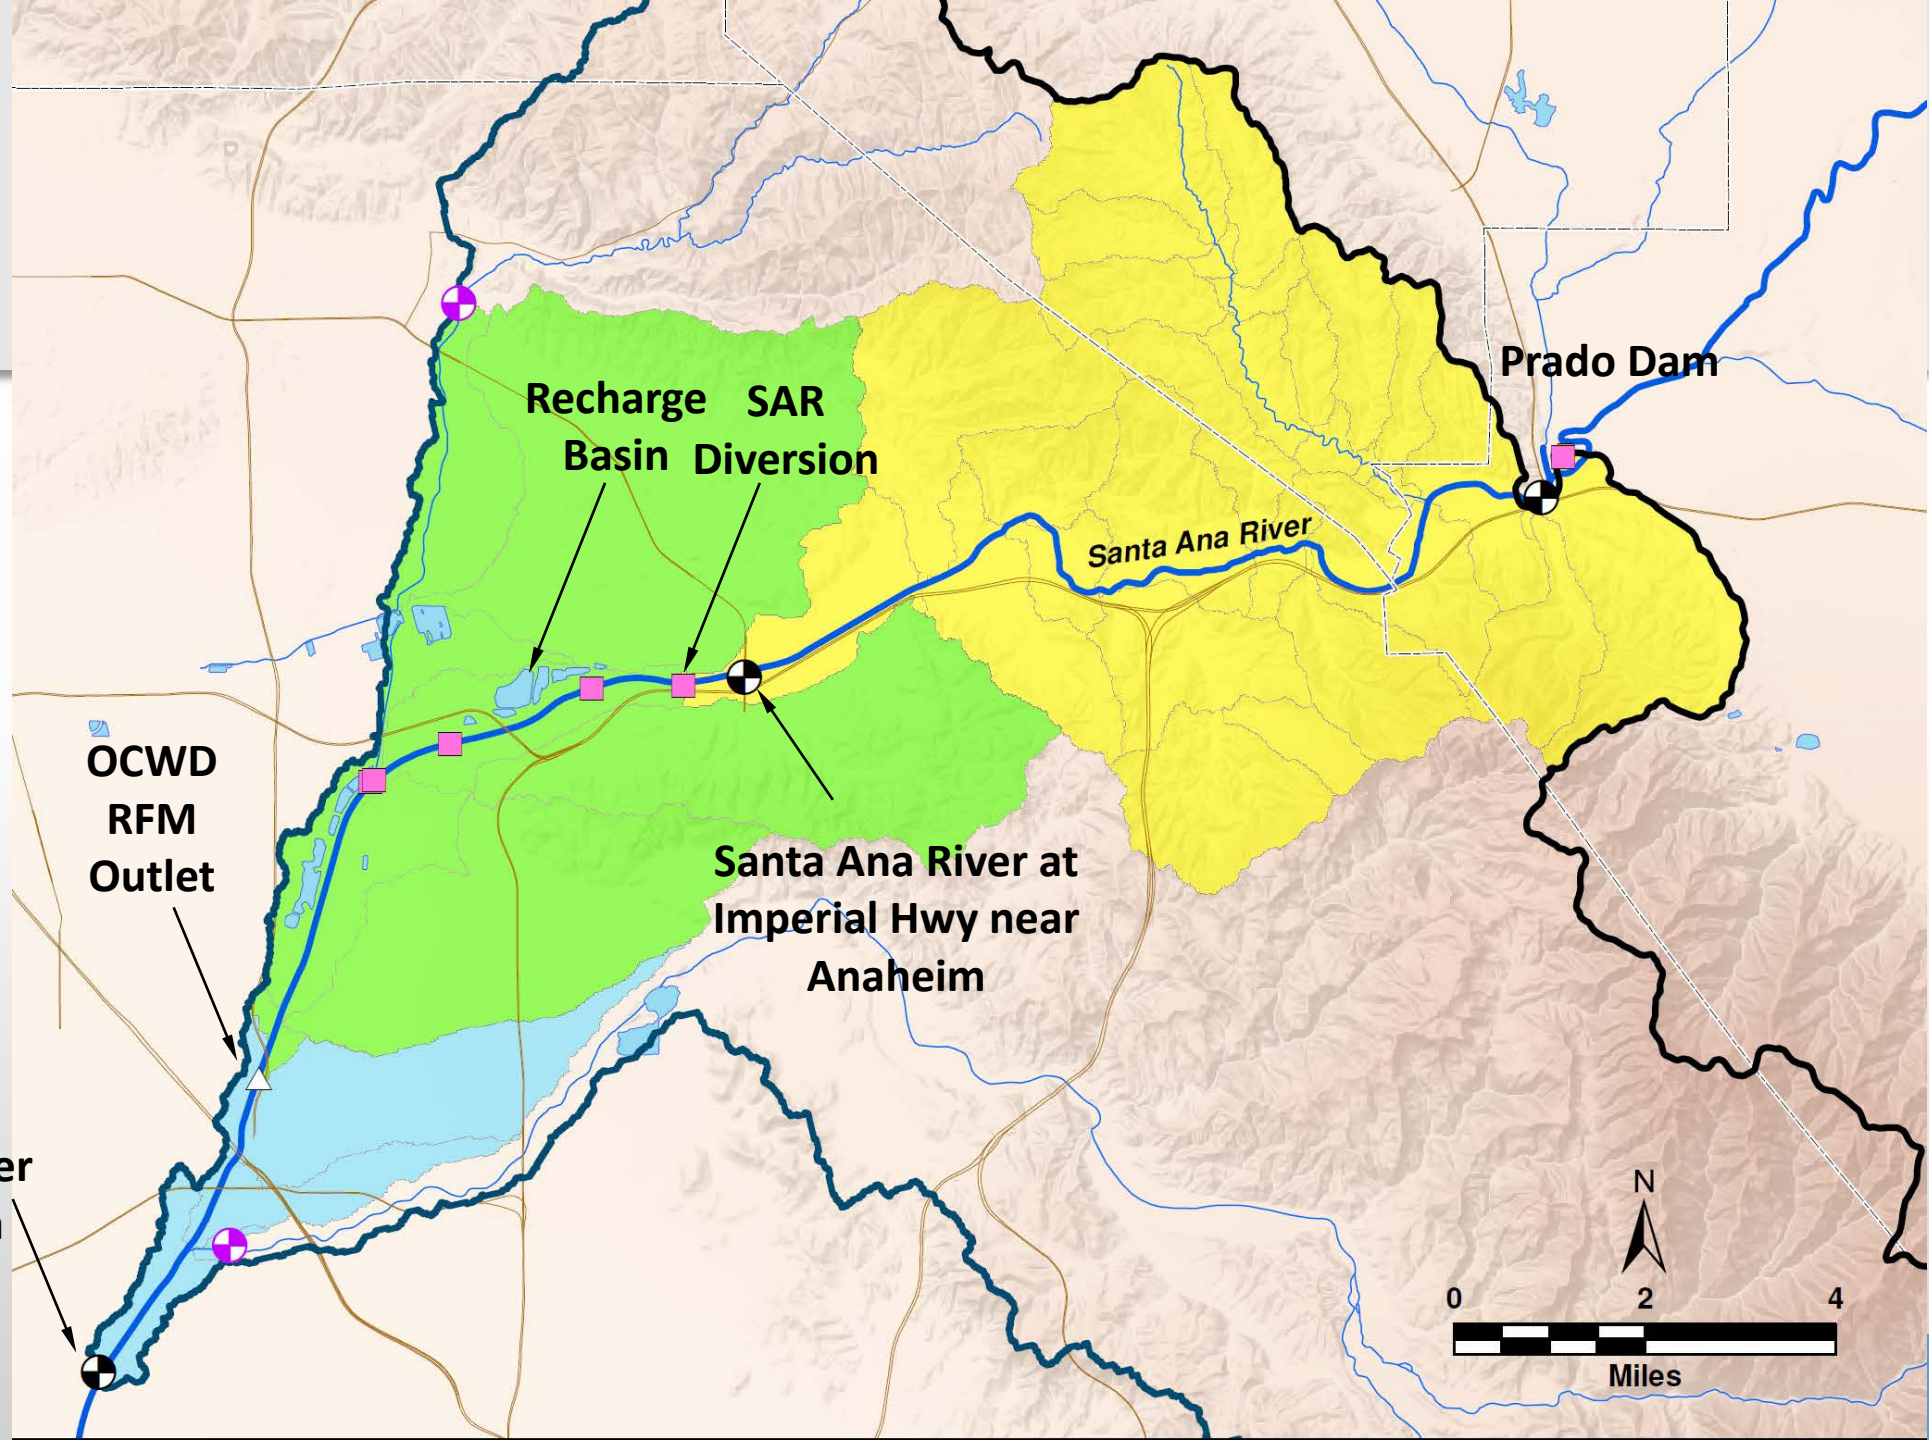 Prado Dam
Recharge
Basin
SAR
Diversion
Santa Ana River
OCWD
RFM
Outlet
Santa Ana River at
Imperial Hwy near
Anaheim
er
N
0 2 4
Miles